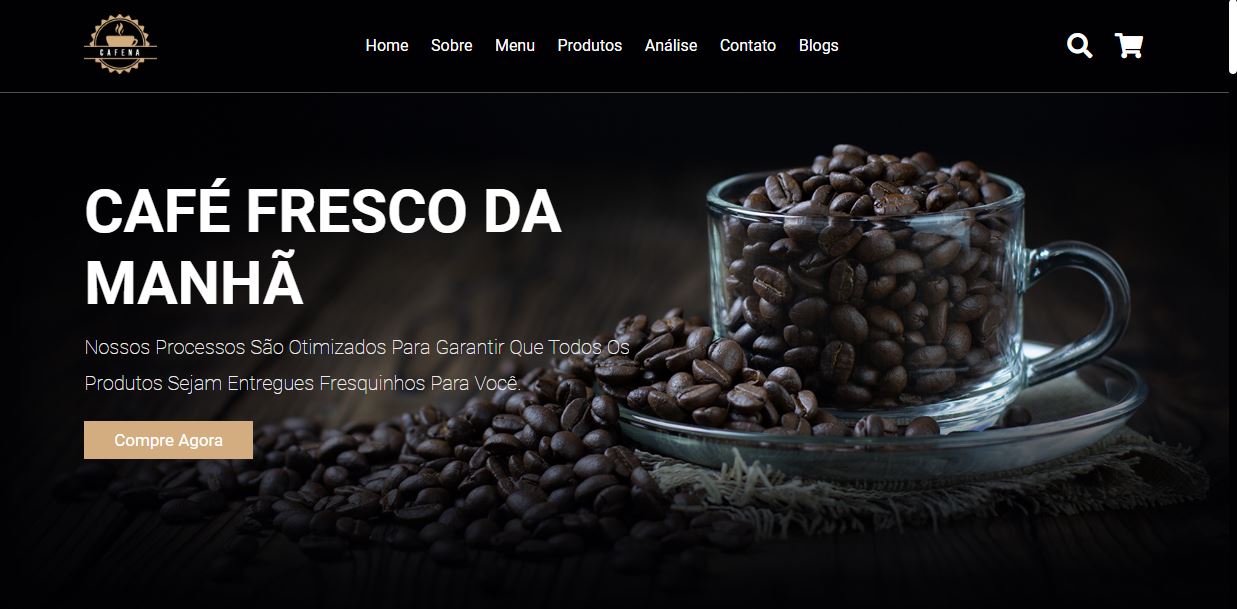 CAFENA
Home Sobre Menu Produtos Análise Contato Blogs
CAFÉ FRESCO DA
MANHÃ
Nossos Processos São Otimizados Para Garantir Que Todos Os
Produtos Sejam Entregues Fresquinhos Para Você.
Compre Agora